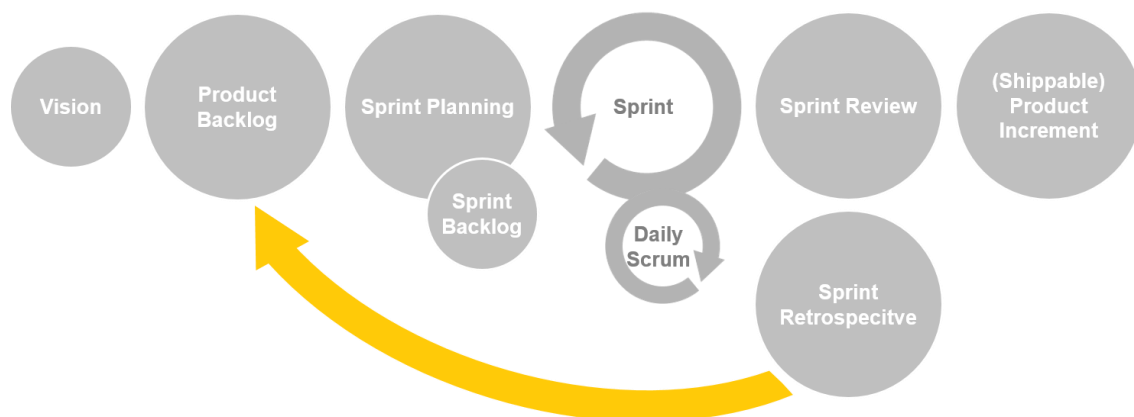 Vision
Product
Backlog
Sprint Planning
Sprint
Backlog
Sprint
Daily
Scrum
Sprint Review
Sprint
Retrospecitve
(Shippable)
Product
Increment